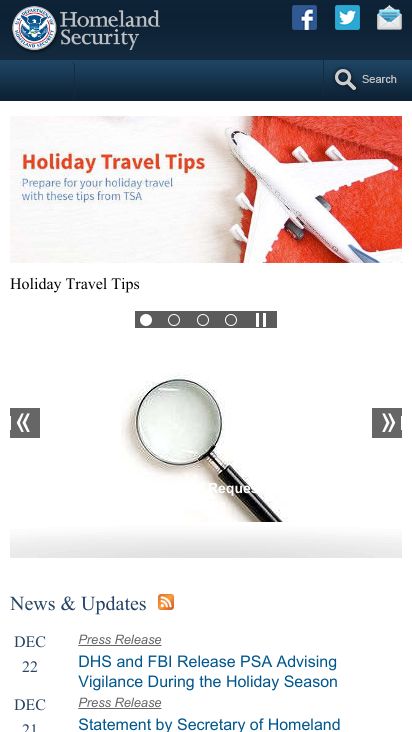 Homeland
Security
Search
Holiday Travel Tips
Prepare for your holiday travel
with these tips from TSA
Holiday Travel Tips
News & Updates
DEC
22
Press Release
DHS and FBI Release PSA Advising
Vigilance During the Holiday Season
DEC
21
Press Release
Statement by Secretary of Homeland